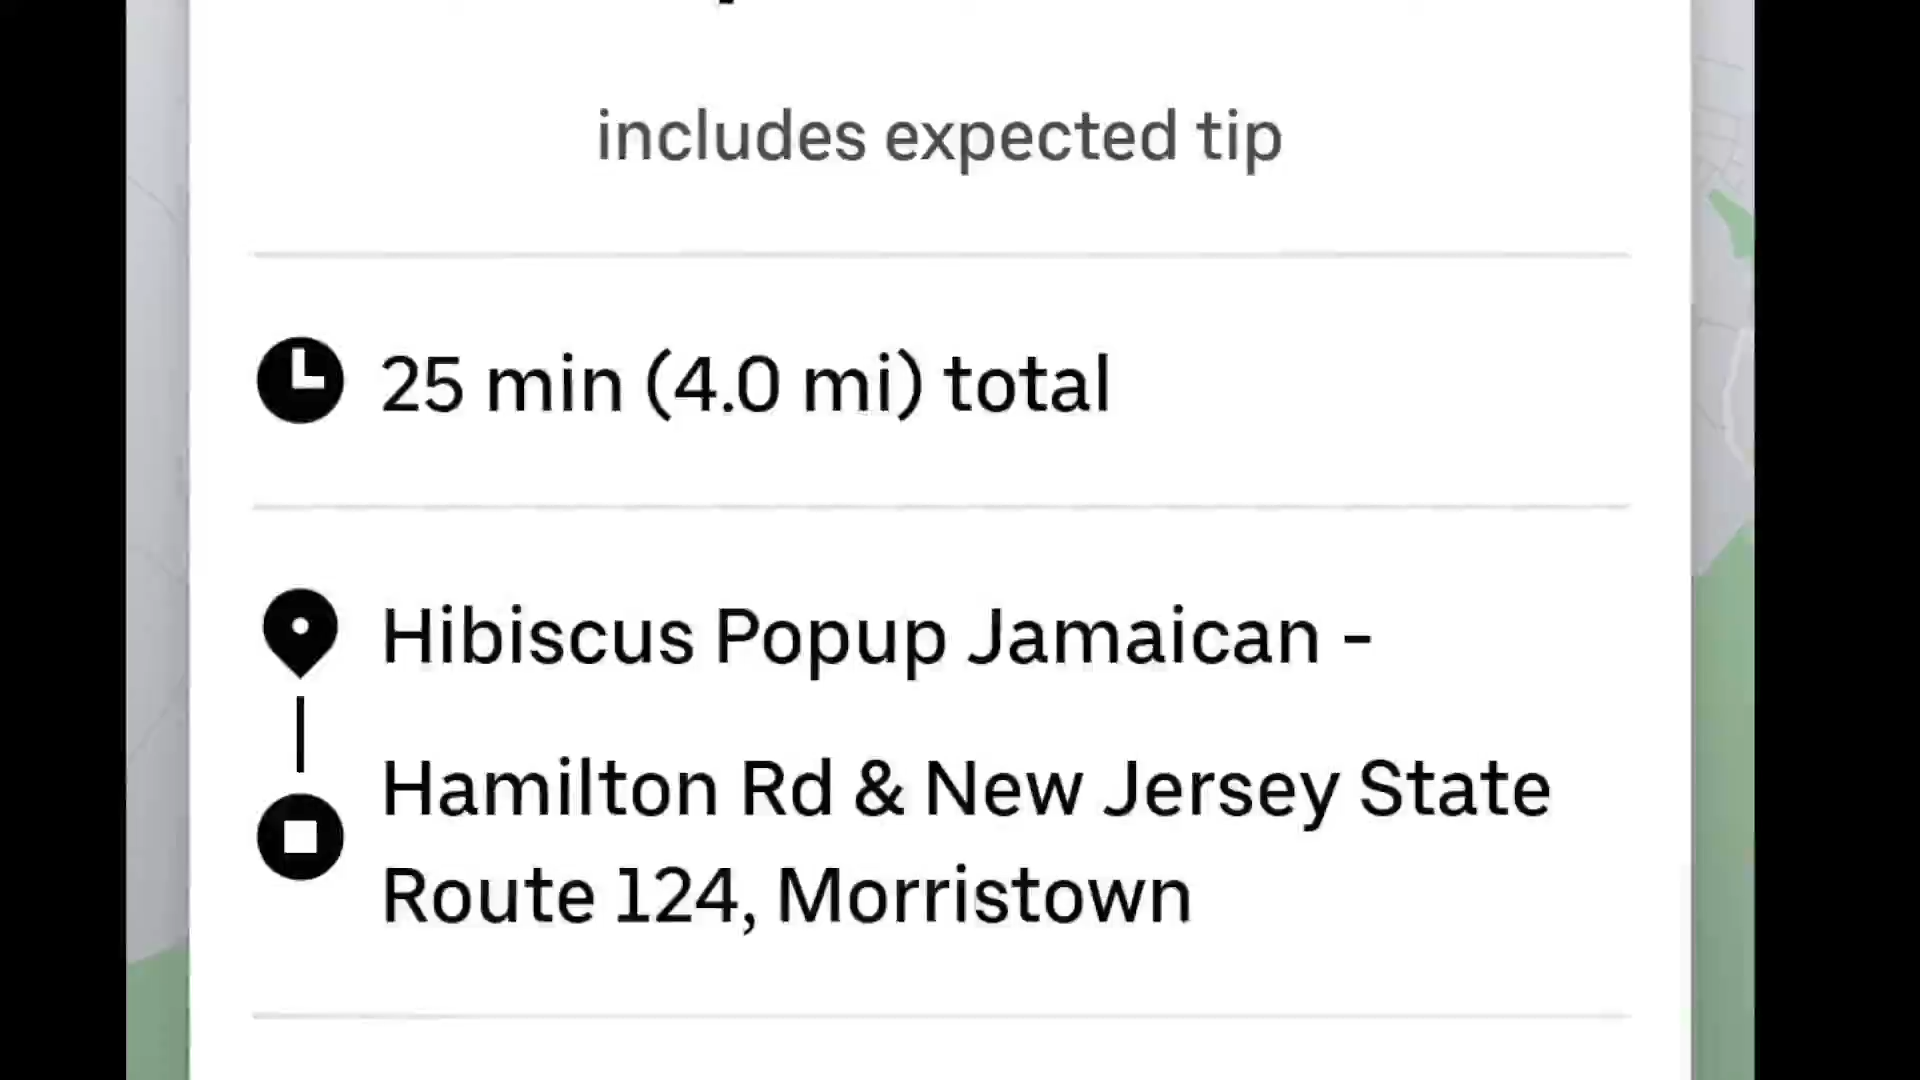 includes expected tip
25 min (4.0 mi) total
Hibiscus Popup Jamaican -
Hamilton Rd & New Jersey State
Route 124, Morristown